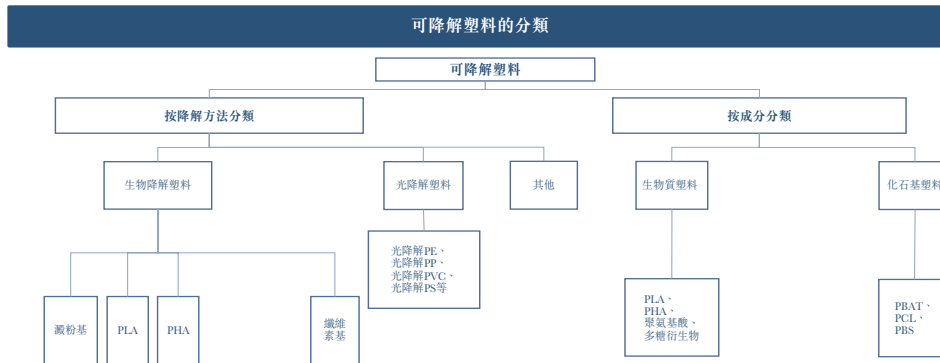 可降解塑料的分類
可降解塑料
按降解方法分類
按成分分類
生物降解塑料
光降解塑料
其他
生物質塑料
化石基塑料
光降解PE、
光降解PP、
光降解PVC、
光降解PS等
澱粉基
PLA
PHA
纖維
素基
PLA、
PHA、
聚氨基酸、
多糖衍生物
PBAT、
PCL、
PBS